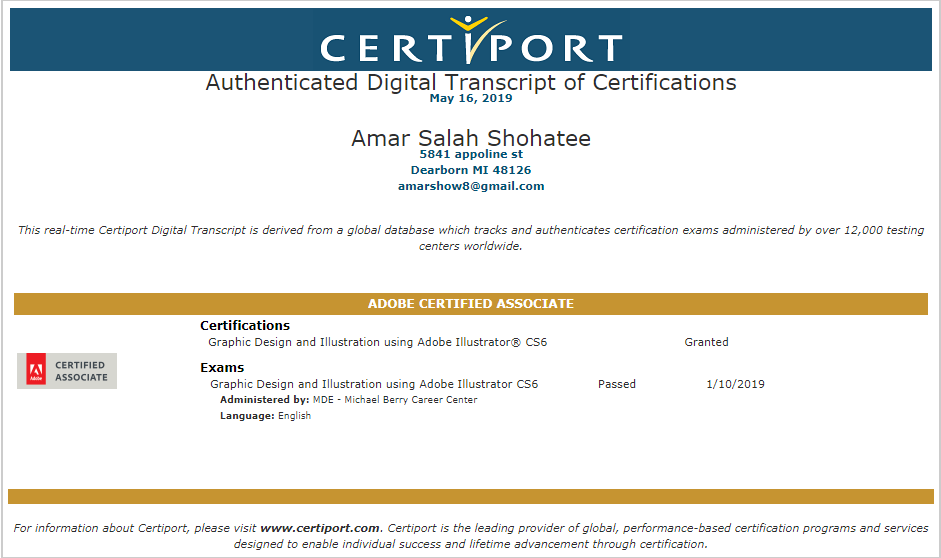 CERTIPORT
Authenticated Digital Transcript of Certifications
May 16, 2019
Amar Salah Shohatee
5841 appoline st
Dearborn MI 48126
amarshow8@gmail.com
This real-time Certiport Digital Transcript is derived from a global database which tracks and authenticates certification exams administered by over 12,000 testing
centers worldwide.
ADOBE CERTIFIED ASSOCIATE
Certifications
Graphic Design and Illustration using Adobe Illustrator® CS6 Granted
Adobe
CERTIFIED
ASSOCIATE
Exams
Graphic Design and Illustration using Adobe Illustrator CS6 Passed 1/10/2019
Administered by: MDE - Michael Berry Career Center
Language: English
For information about Certiport, please visit www.certiport.com. Certiport is the leading provider of global, performance-based certification programs and services
designed to enable individual success and lifetime advancement through certification.